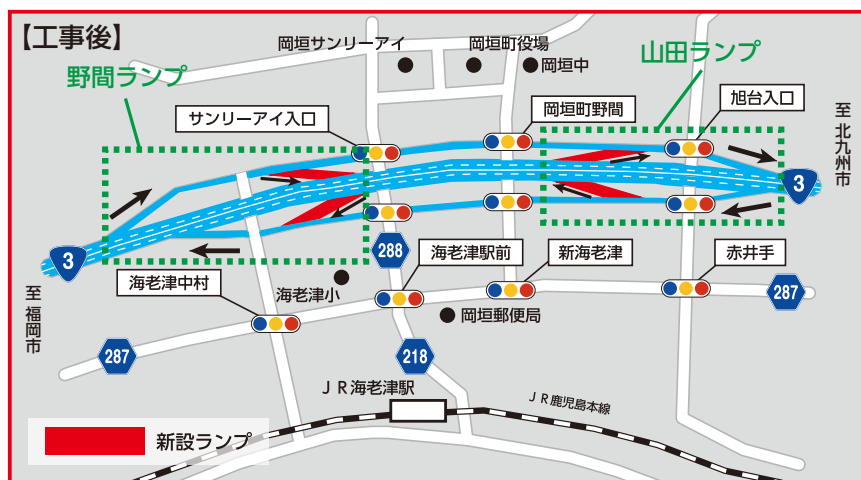 【工事後】
岡垣サンリーアイ
岡垣町役場
岡垣中
山田ランプ
野間ランプ
サンリーアイ入口
岡垣町野間
旭台入口
至 北九州市
3
3
至 福岡市
288
海老津駅前
新海老津
赤井手
海老津中村
海老津小
岡垣郵便局
287
287
218
ＪＲ海老津駅
ＪＲ鹿児島本線
新設ランプ